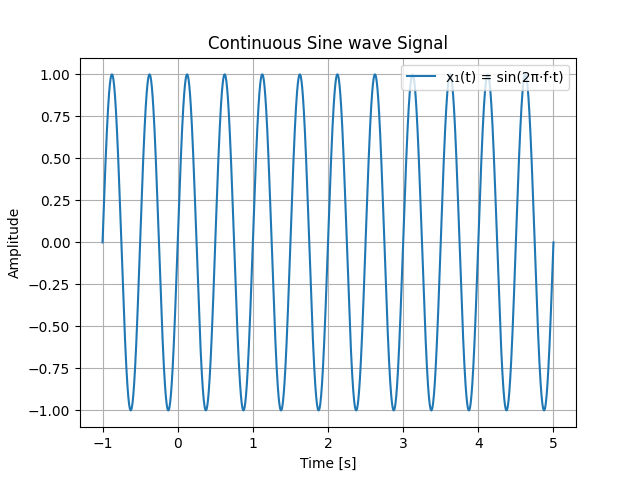 Continuous Sine wave Signal
x₁(t) = sin(2π·f·t)
1.00
0.75
0.50
0.25
0.00
−0.25
−0.50
−0.75
−1.00
Amplitude
−1 0 1 2 3 4 5
Time [s]